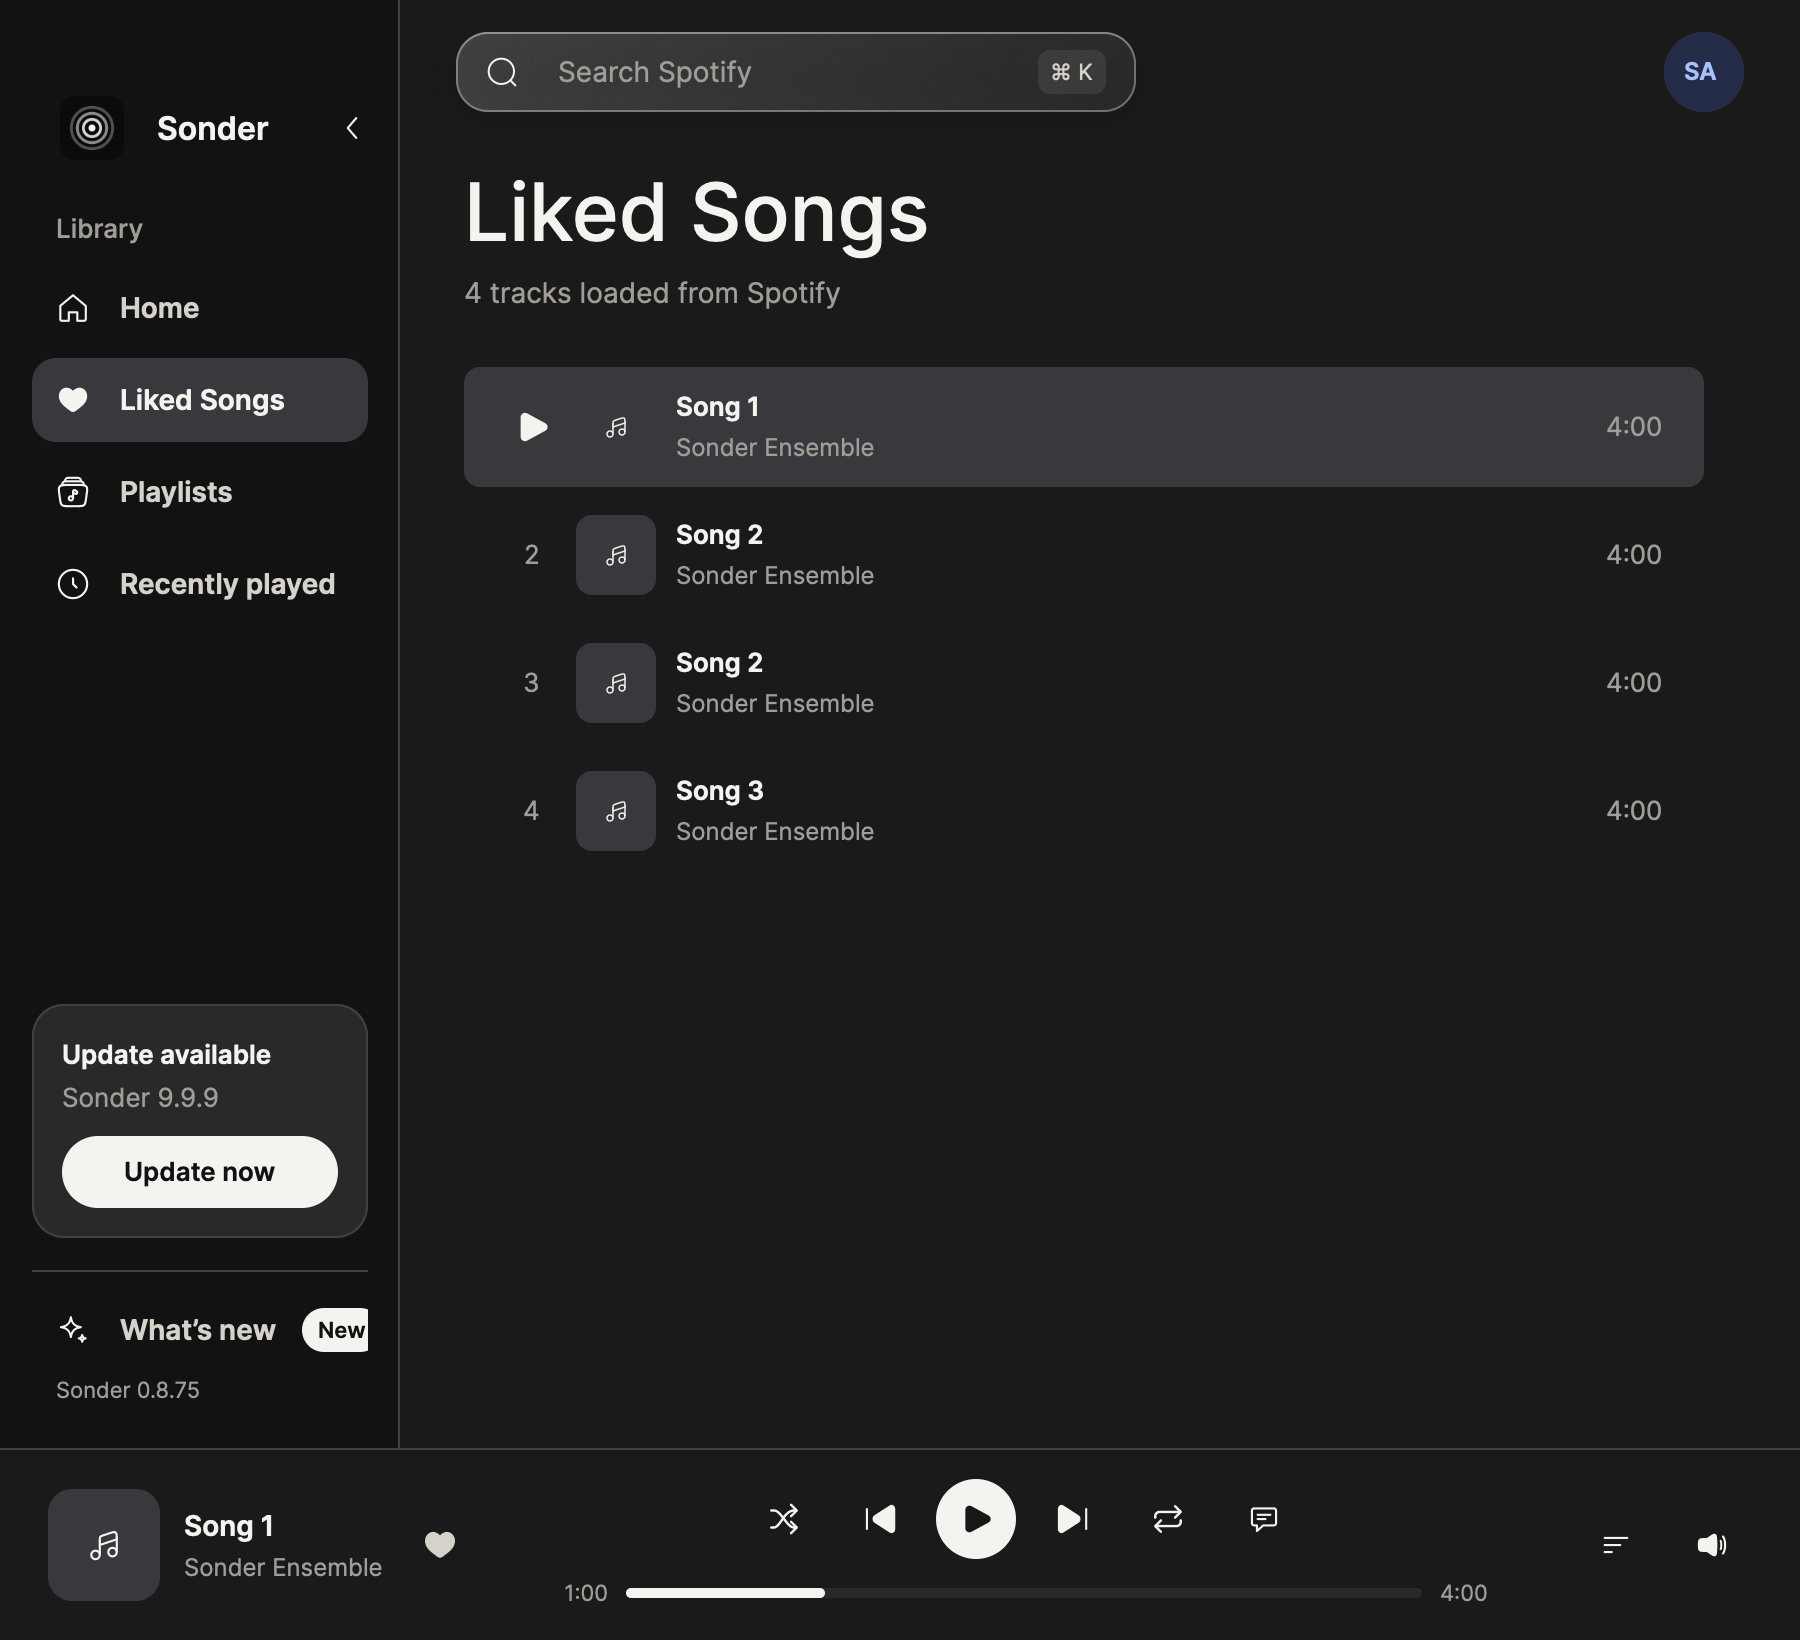 Search Spotify
⌘ K
SA
Sonder
Library
Home
Liked Songs
Playlists
Recently played
Liked Songs
4 tracks loaded from Spotify
Song 1
Sonder Ensemble
4:00
2
Song 2
Sonder Ensemble
4:00
3
Song 2
Sonder Ensemble
4:00
4
Song 3
Sonder Ensemble
4:00
Update available
Sonder 9.9.9
Update now
What’s new
New
Sonder 0.8.75
Song 1
Sonder Ensemble
1:00
4:00